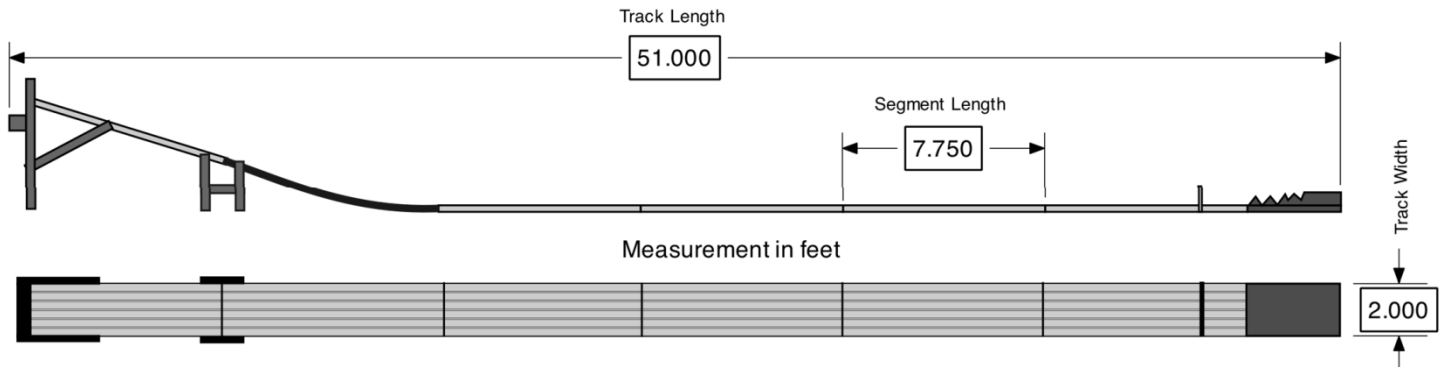 Track Length
51.000
Segment Length
7.750
Track Width
Measurement in feet
2.000